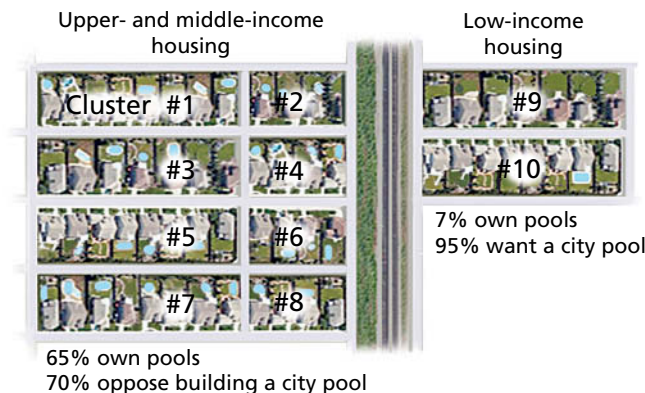 Upper- and middle-income
housing
Low-income
housing
Cluster #1
#2
#9
#3
#4
#10
#5
#6
7% own pools
95% want a city pool
#7
#8
65% own pools
70% oppose building a city pool